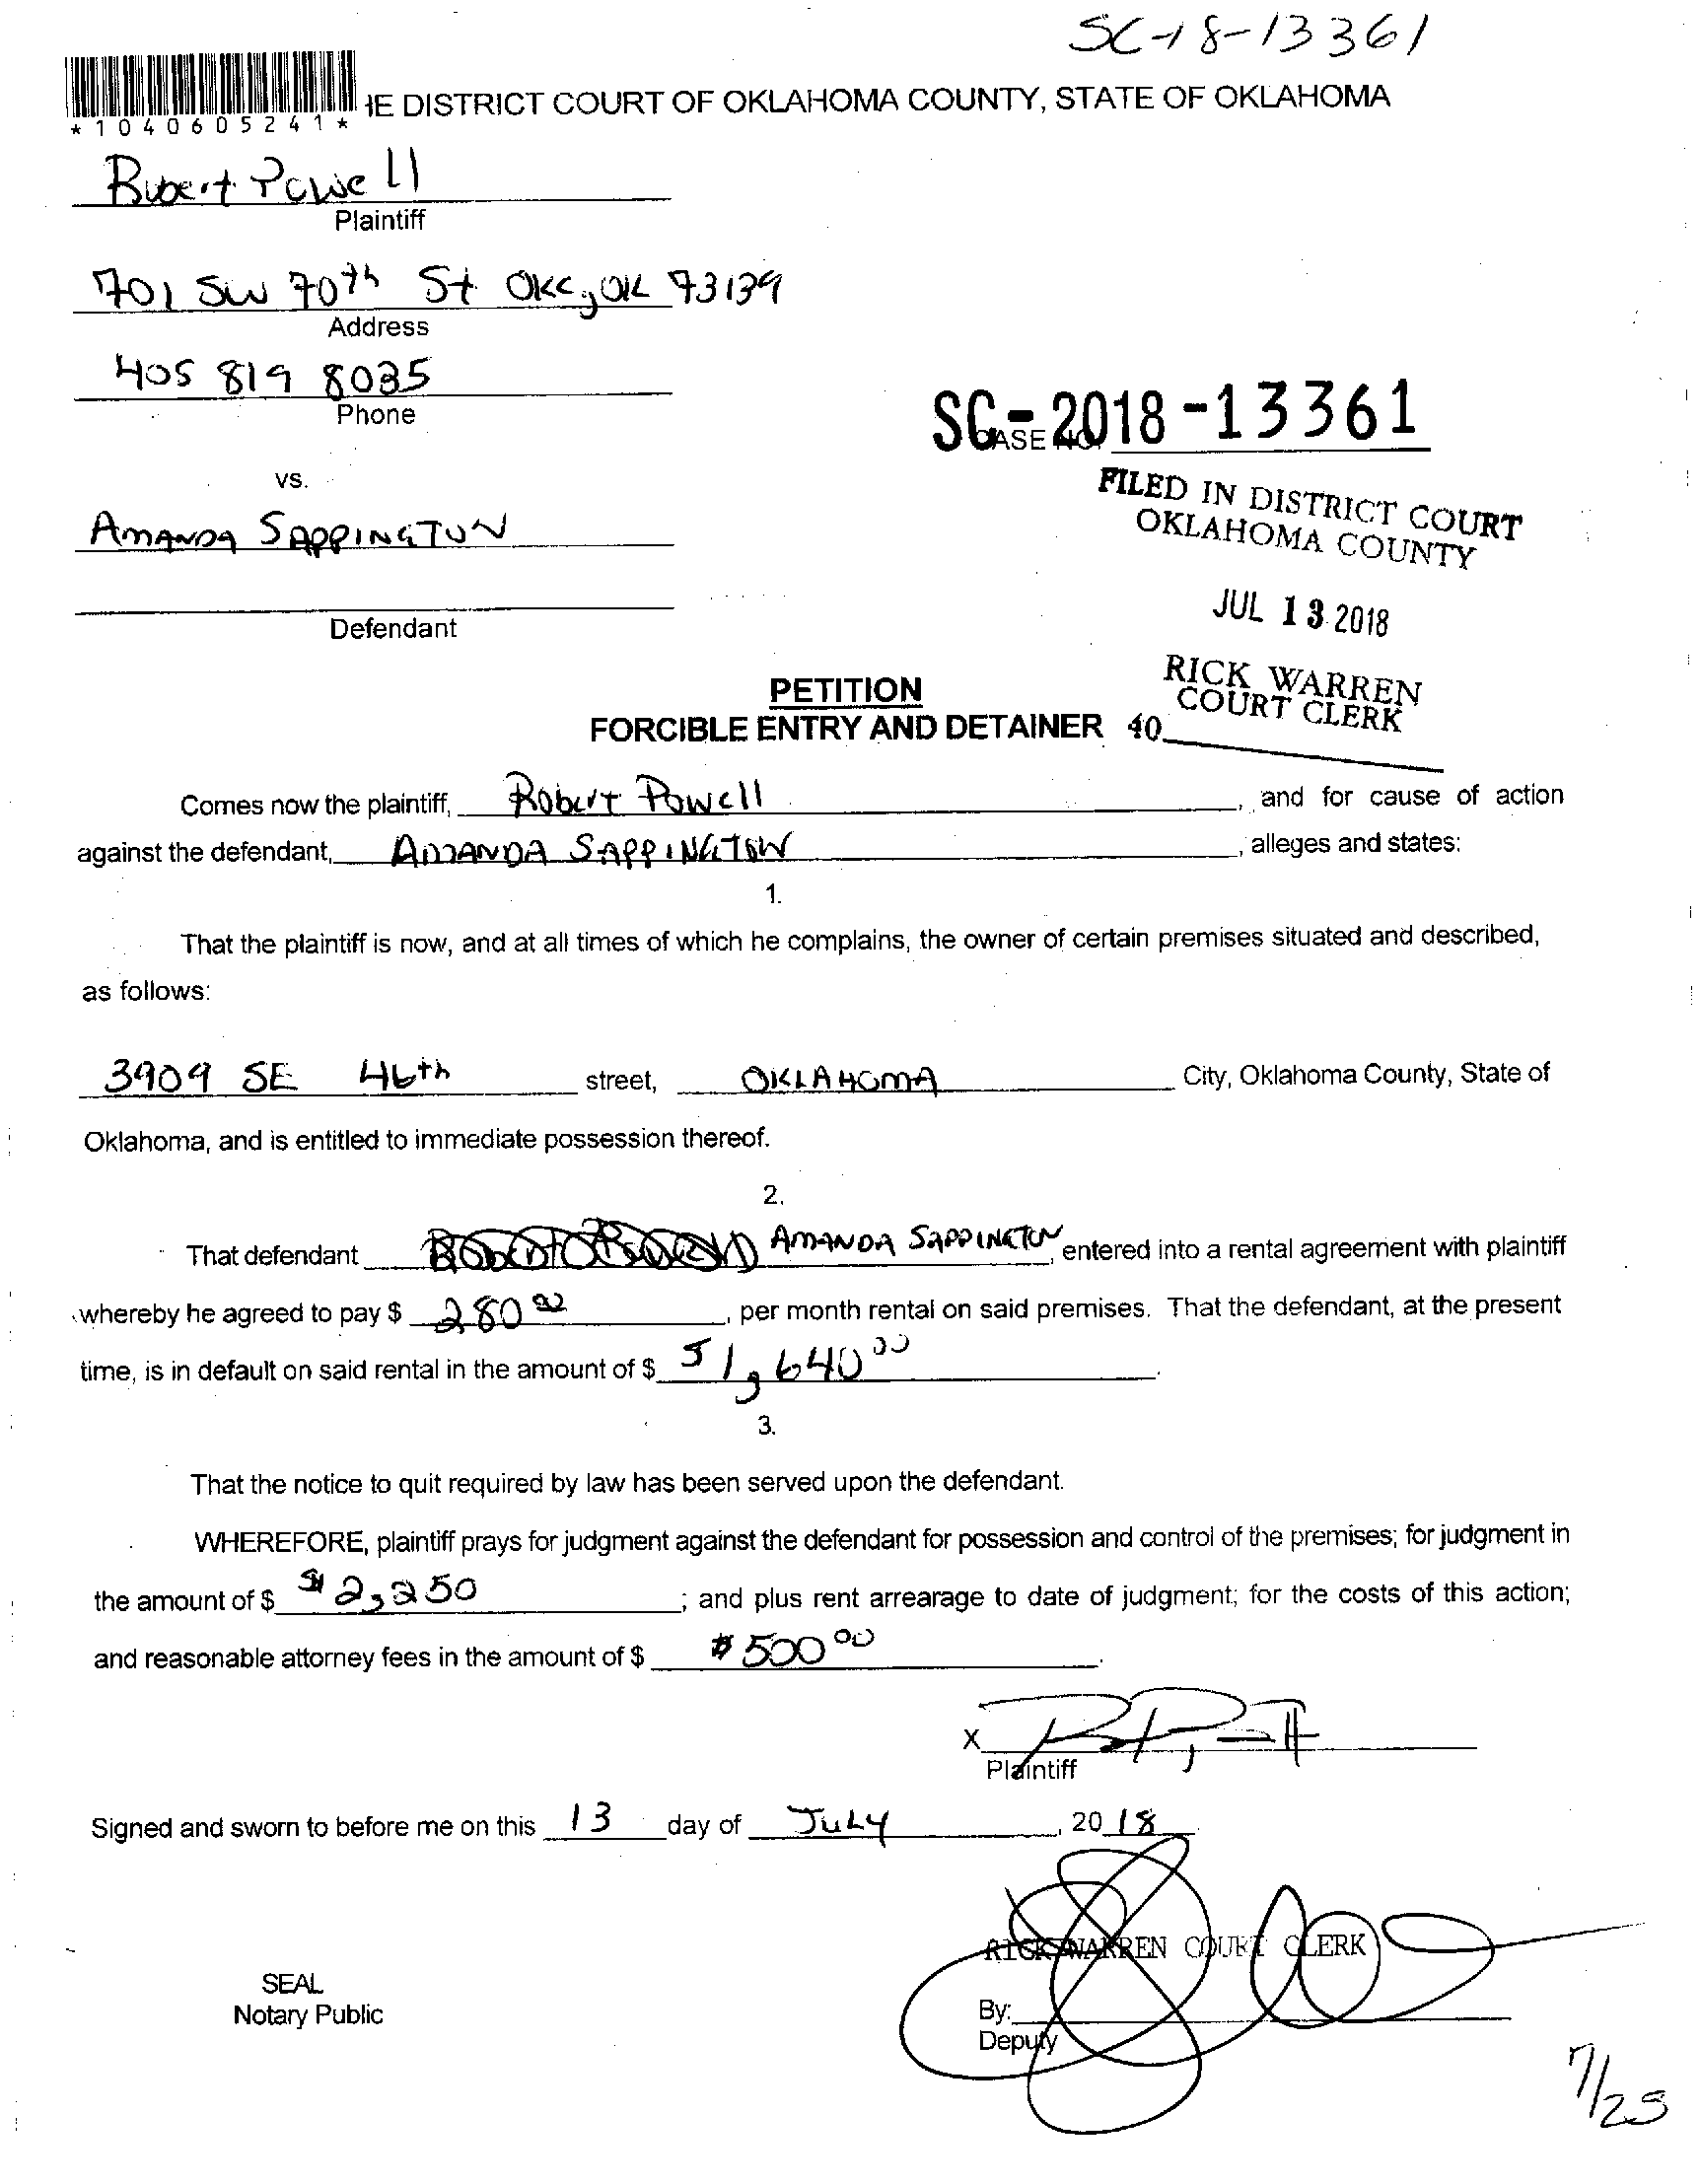 SC-18-13361
*1040605241*
IE DISTRICT COURT OF OKLAHOMA COUNTY, STATE OF OKLAHOMA
Robert Powell
Plaintiff
701 SW 70th St OKC, OK 73139
Address
405 819 8035
Phone
SC-2018-13361
CASE NO.
vs.
FILED IN DISTRICT COURT
OKLAHOMA COUNTY
AMANDA SAPPINGTON
JUL 13 2018
Defendant
RICK WARREN
COURT CLERK
PETITION
FORCIBLE ENTRY AND DETAINER 40
Comes now the plaintiff, Robert Powell, and for cause of action
against the defendant, AMANDA SAPPINGTON, alleges and states:
1.
That the plaintiff is now, and at all times of which he complains, the owner of certain premises situated and described,
as follows:
3909 SE 46th street, OKLAHOMA City, Oklahoma County, State of
Oklahoma, and is entitled to immediate possession thereof.
2.
That defendant AMANDA SAPPINGTON, entered into a rental agreement with plaintiff
whereby he agreed to pay $ 280 00, per month rental on said premises. That the defendant, at the present
time, is in default on said rental in the amount of $ $1,640 00.
3.
That the notice to quit required by law has been served upon the defendant.
WHEREFORE, plaintiff prays for judgment against the defendant for possession and control of the premises; for judgment in
the amount of $ $2,250; and plus rent arrearage to date of judgment; for the costs of this action;
and reasonable attorney fees in the amount of $ $500 00.
X
Plaintiff
Signed and sworn to before me on this 13 day of JULY, 20 18
RICK WARREN COURT CLERK
SEAL
Notary Public
By:
Deputy
7/25